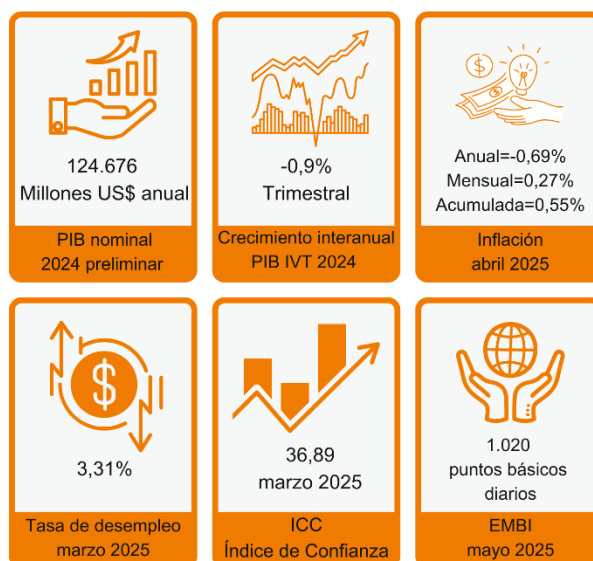 124.676
Millones US$ anual
PIB nominal
2024 preliminar
-0,9%
Trimestral
Crecimiento interanual
PIB IVT 2024
$
$
Anual=-0,69%
Mensual=0,27%
Acumulada=0,55%
Inflación
abril 2025
$
3,31%
Tasa de desempleo
marzo 2025
36,89
marzo 2025
ICC
Índice de Confianza
1.020
puntos básicos
diarios
EMBI
mayo 2025